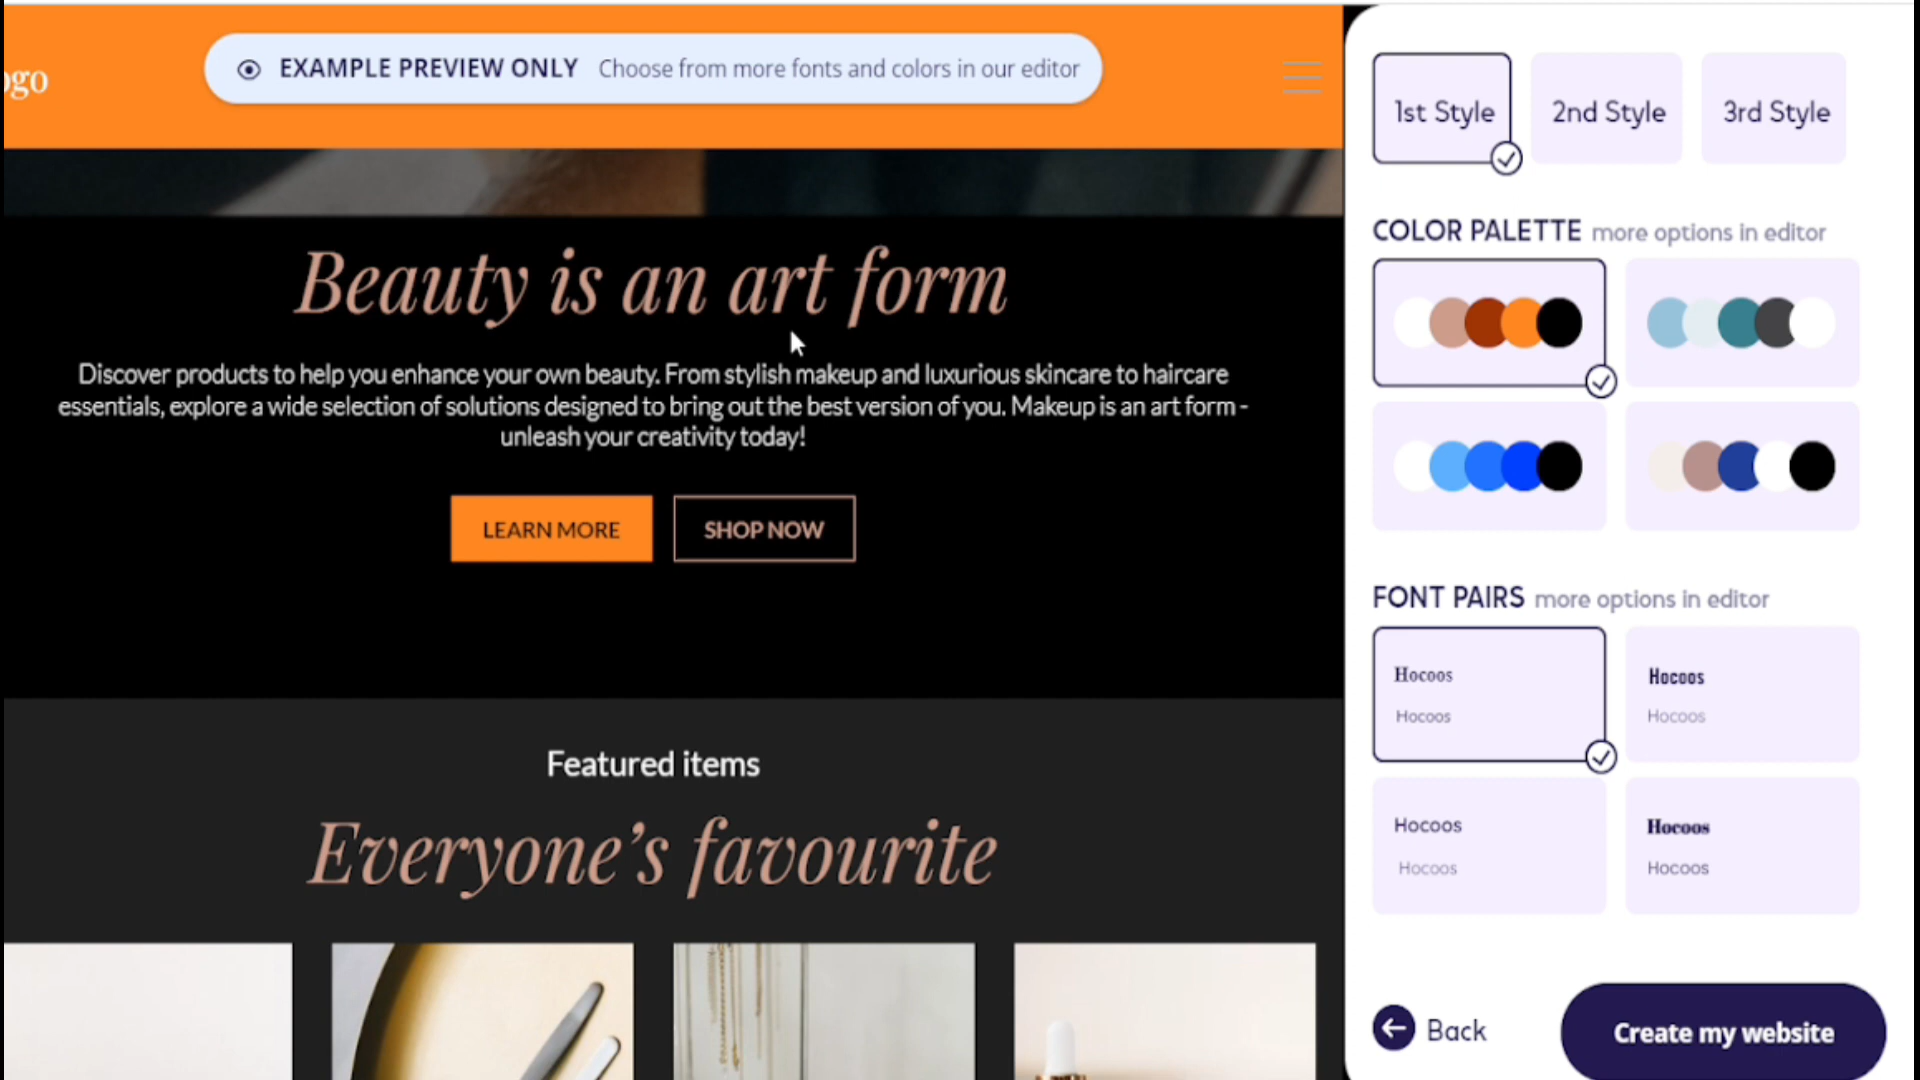 ogo
EXAMPLE PREVIEW ONLY Choose from more fonts and colors in our editor
Beauty is an art form
Discover products to help you enhance your own beauty. From stylish makeup and luxurious skincare to haircare
essentials, explore a wide selection of solutions designed to bring out the best version of you. Makeup is an art form -
unleash your creativity today!
LEARN MORE
SHOP NOW
Featured items
Everyone’s favourite
1st Style
2nd Style
3rd Style
COLOR PALETTE more options in editor
FONT PAIRS more options in editor
Hocoos
Hocoos
Hocoos
Hocoos
Hocoos
Hocoos
Hocoos
Hocoos
Back
Create my website